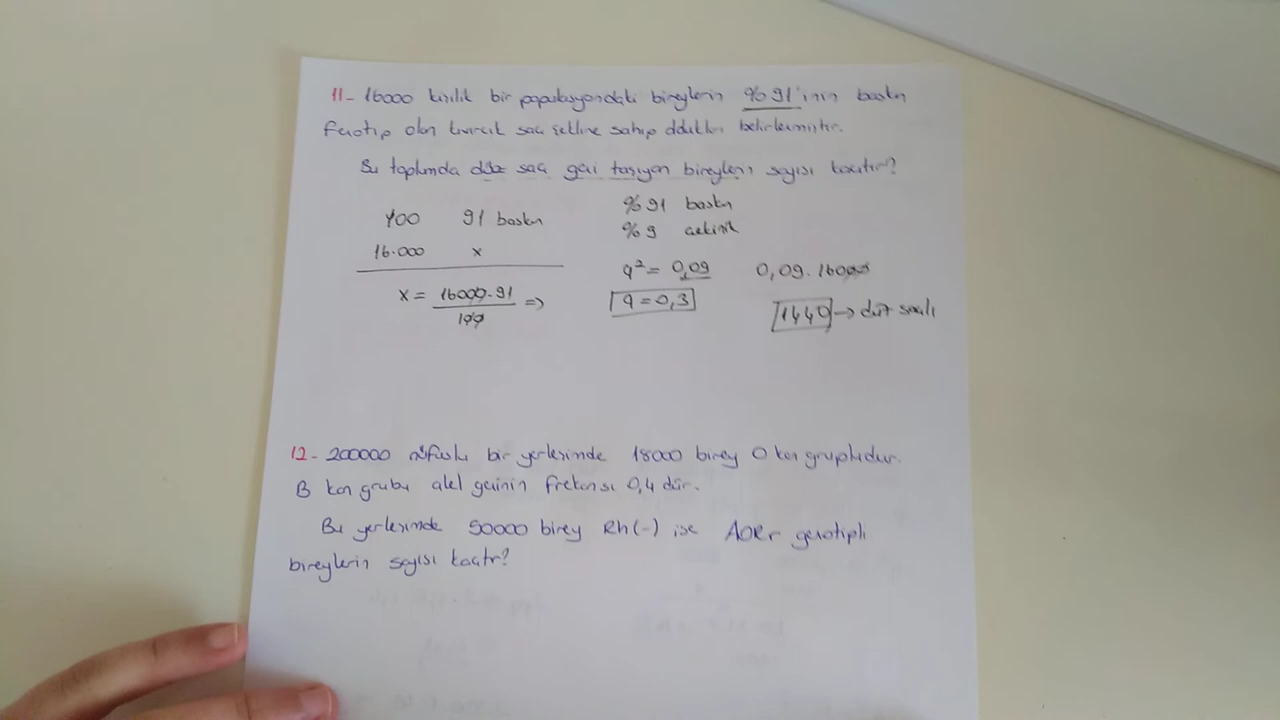 11- 16000 kişilik bir populasyondaki bireylerin %91'inin baskın
fenotip olan kıvırcık saç şekline sahip oldukları belirlenmiştir.
Bu toplumda düz saç geni taşıyan bireylerin sayısı kaçtır?
100 91 baskın
16.000 x
x = 16000.91 =>
100
%91 baskın
%9 çekinik
q² = 0,09
q = 0,3
0,09.16000
1440 → düz saçlı
12- 200000 nüfuslu bir yerleşimde 18000 birey O kan grupludur.
B kan grubu alel geninin frekansı 0,4 dür.
Bu yerleşimde 50000 birey Rh(-) ise AORr genotipli
bireylerin sayısı kaçtır?